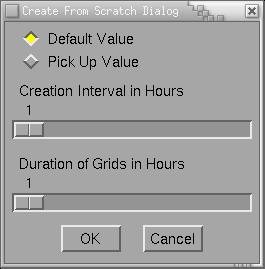 Create From Scratch Dialog
Default Value
Pick Up Value
Creation Interval in Hours
1
Duration of Grids in Hours
1
OK
Cancel